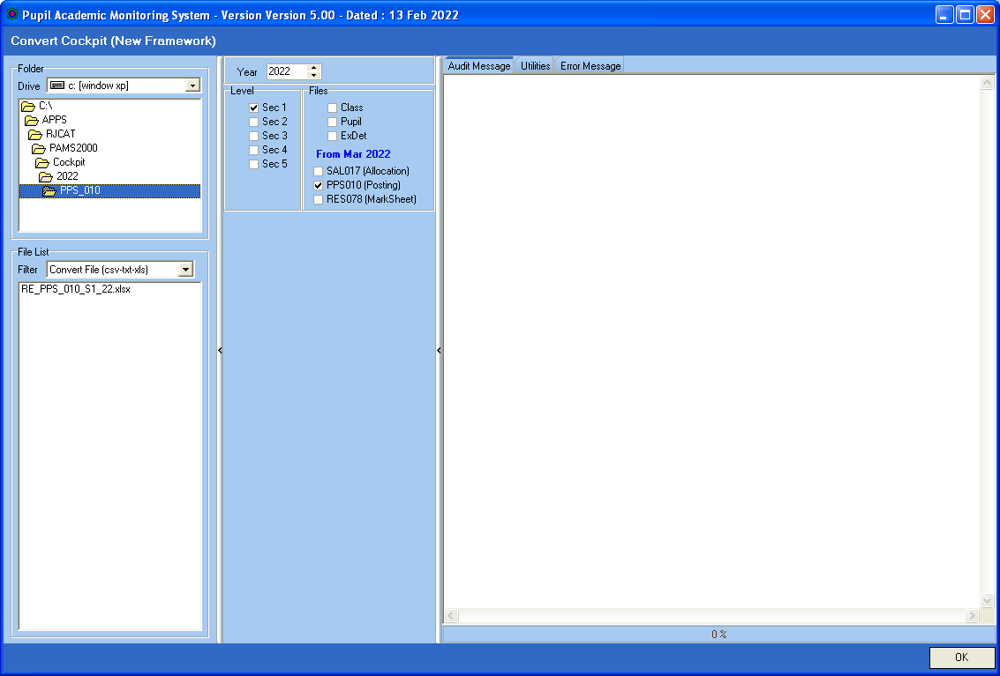 Pupil Academic Monitoring System - Version Version 5.00 - Dated : 13 Feb 2022
Convert Cockpit (New Framework)
Folder
Drive c: [window xp]
C:\
APPS
RJCAT
PAMS2000
Cockpit
2022
PPS_010
File List
Filter Convert File (csv-txt-xls)
RE_PPS_010_S1_22.xlsx
Year 2022
Level
Sec 1
Sec 2
Sec 3
Sec 4
Sec 5
Files
Class
Pupil
ExDet
From Mar 2022
SAL017 (Allocation)
PPS010 (Posting)
RES078 (MarkSheet)
Audit Message Utilities Error Message
0 %
OK